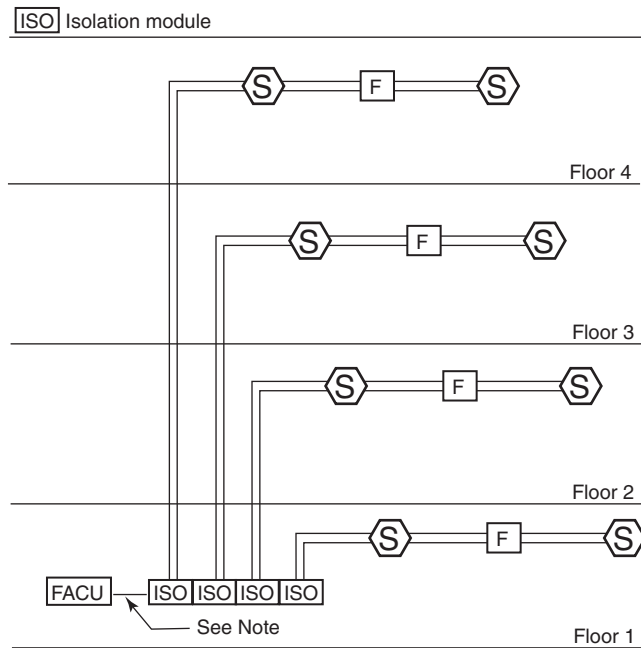 ISO Isolation module
S F S
Floor 4
S F S
Floor 3
S F S
Floor 2
S F S
FACU ISO ISO ISO ISO
See Note
Floor 1